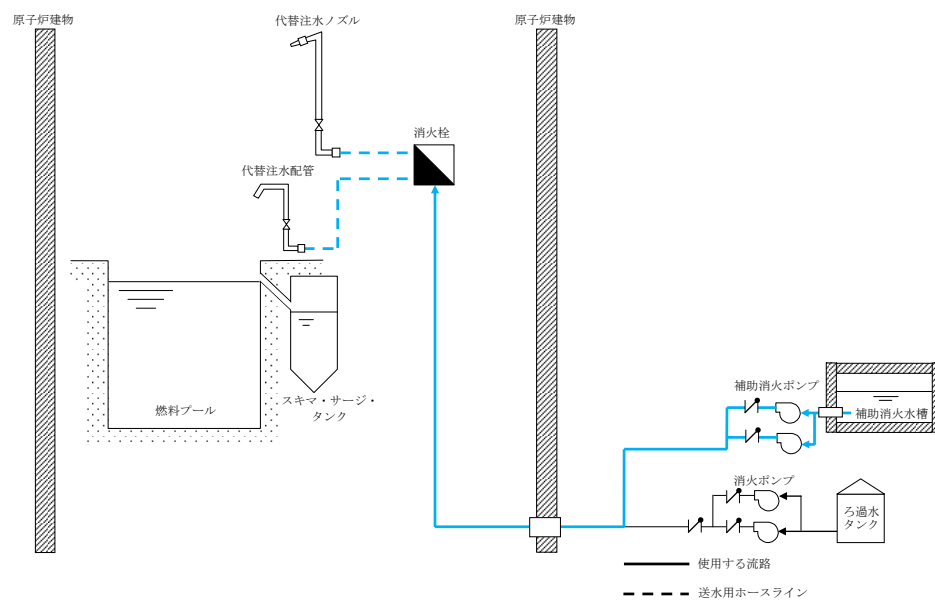 原子炉建物
代替注水ノズル
原子炉建物
消火栓
代替注水配管
燃料プール
スキマ・サージ・
タンク
補助消火ポンプ
補助消火水槽
消火ポンプ
ろ過水
タンク
使用する流路
送水用ホースライン